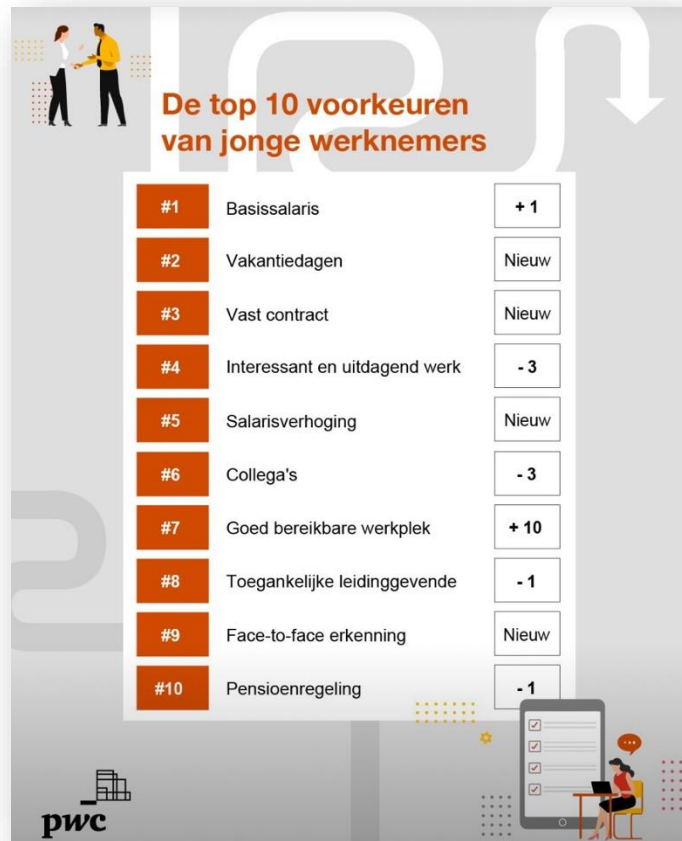 De top 10 voorkeuren
van jonge werknemers
#1 Basissalaris + 1
#2 Vakantiedagen Nieuw
#3 Vast contract Nieuw
#4 Interessant en uitdagend werk - 3
#5 Salarisverhoging Nieuw
#6 Collega's - 3
#7 Goed bereikbare werkplek + 10
#8 Toegankelijke leidinggevende - 1
#9 Face-to-face erkenning Nieuw
#10 Pensioenregeling - 1
pwc